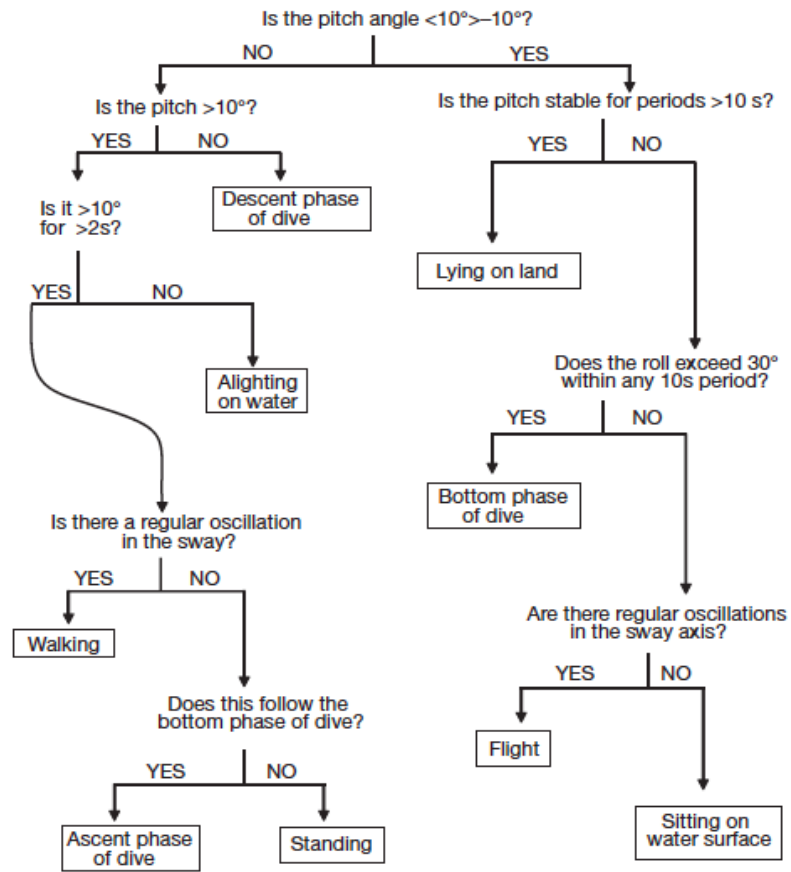 Is the pitch angle <10°>–10°?
NO
YES
Is the pitch >10°?
Is the pitch stable for periods >10 s?
YES
NO
YES
NO
Is it >10°
for >2s?
Descent phase
of dive
Lying on land
YES
NO
Alighting
on water
Does the roll exceed 30°
within any 10s period?
YES
NO
Bottom phase
of dive
Is there a regular oscillation
in the sway?
YES
NO
Walking
Are there regular oscillations
in the sway axis?
YES
NO
Does this follow the
bottom phase of dive?
Flight
YES
NO
Ascent phase
of dive
Standing
Sitting on
water surface